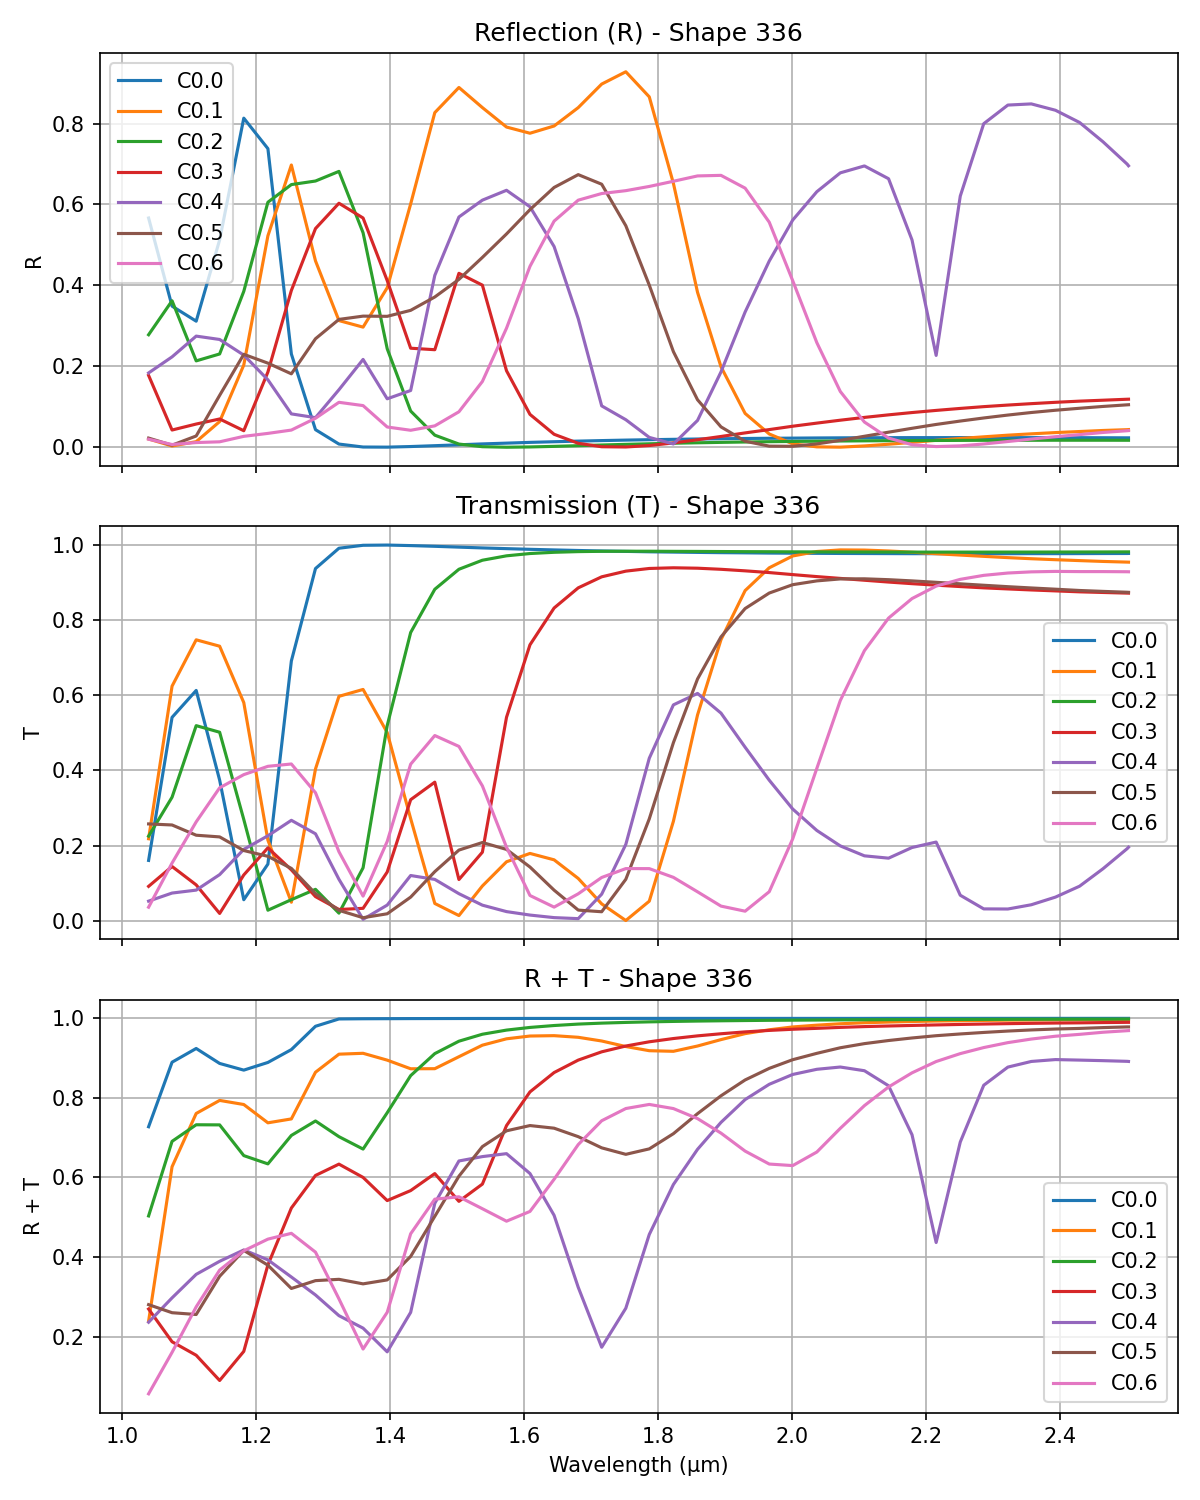 Reflection (R) - Shape 336
R
0.8
0.6
0.4
0.2
0.0
C0.0
C0.1
C0.2
C0.3
C0.4
C0.5
C0.6
Transmission (T) - Shape 336
T
1.0
0.8
0.6
0.4
0.2
0.0
C0.0
C0.1
C0.2
C0.3
C0.4
C0.5
C0.6
R + T - Shape 336
R + T
1.0
0.8
0.6
0.4
0.2
C0.0
C0.1
C0.2
C0.3
C0.4
C0.5
C0.6
1.0 1.2 1.4 1.6 1.8 2.0 2.2 2.4
Wavelength (μm)